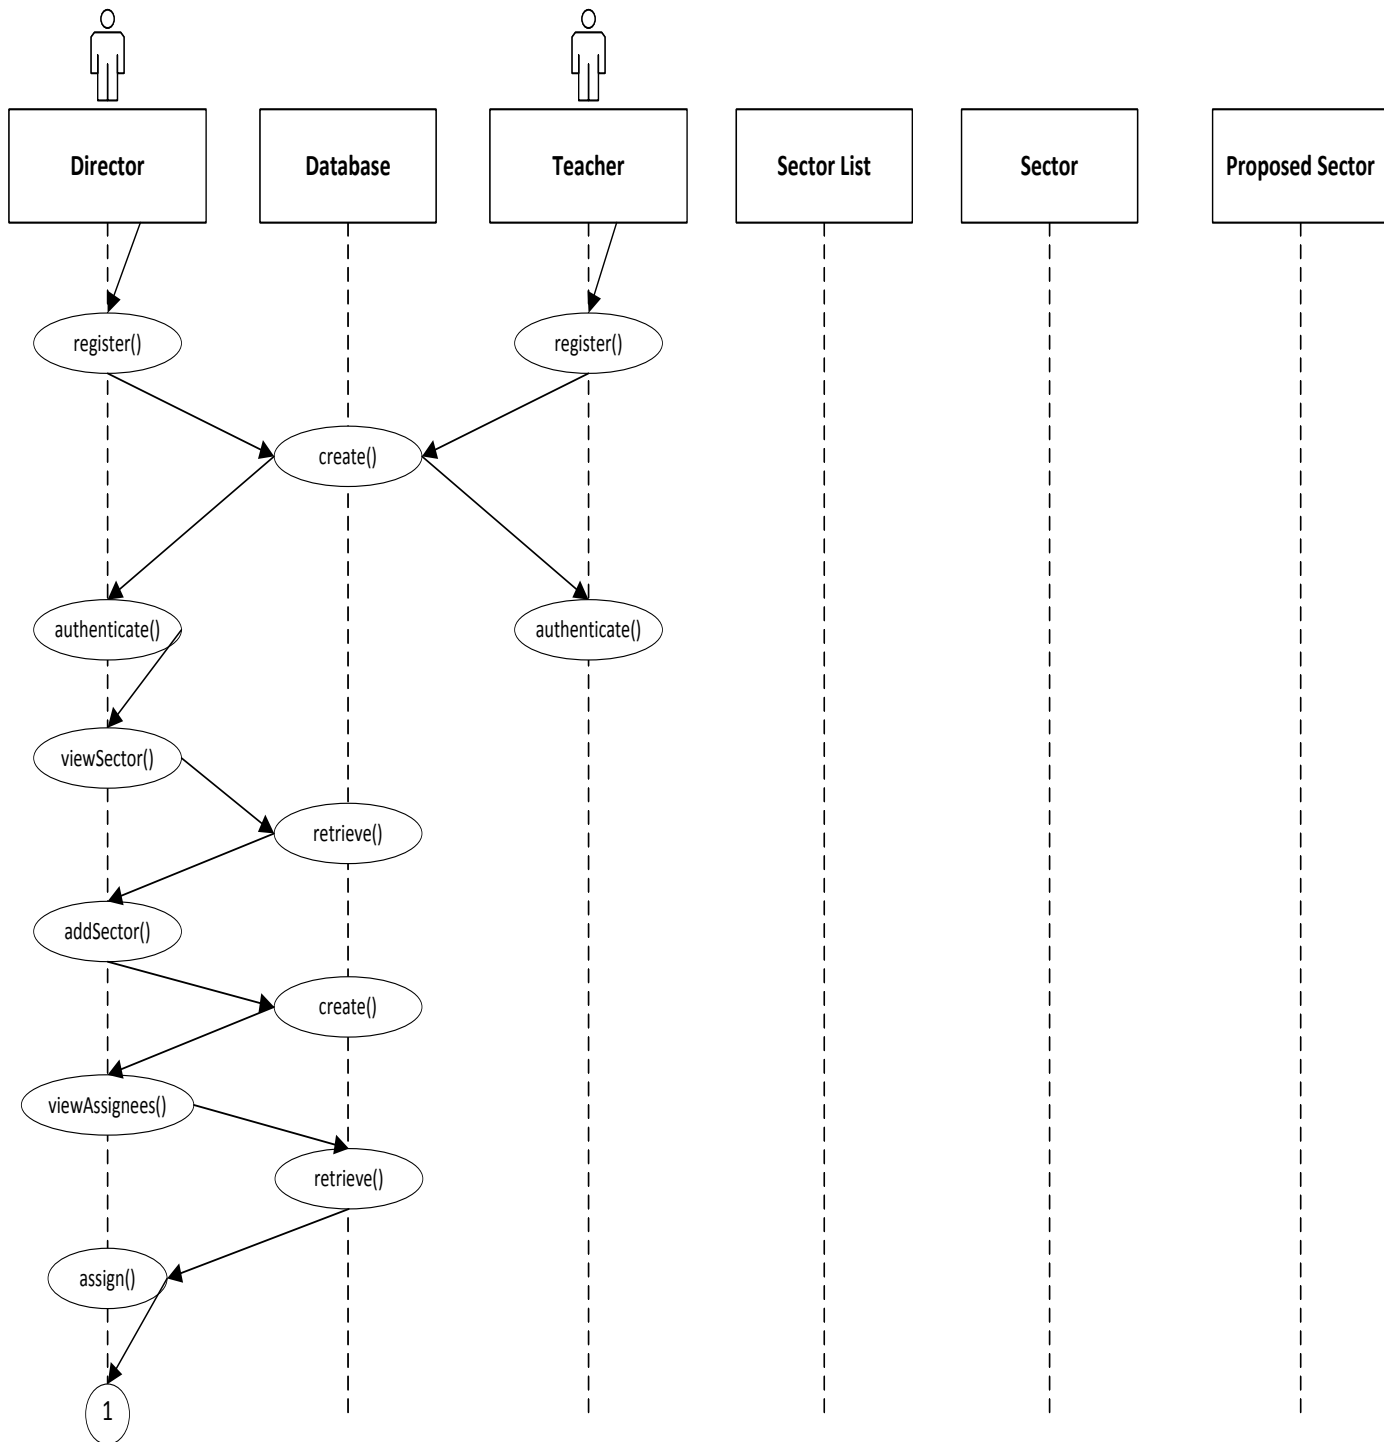 Director
Database
Teacher
Sector List
Sector
Proposed Sector
register()
register()
create()
authenticate()
authenticate()
viewSector()
retrieve()
addSector()
create()
viewAssignees()
retrieve()
assign()
1